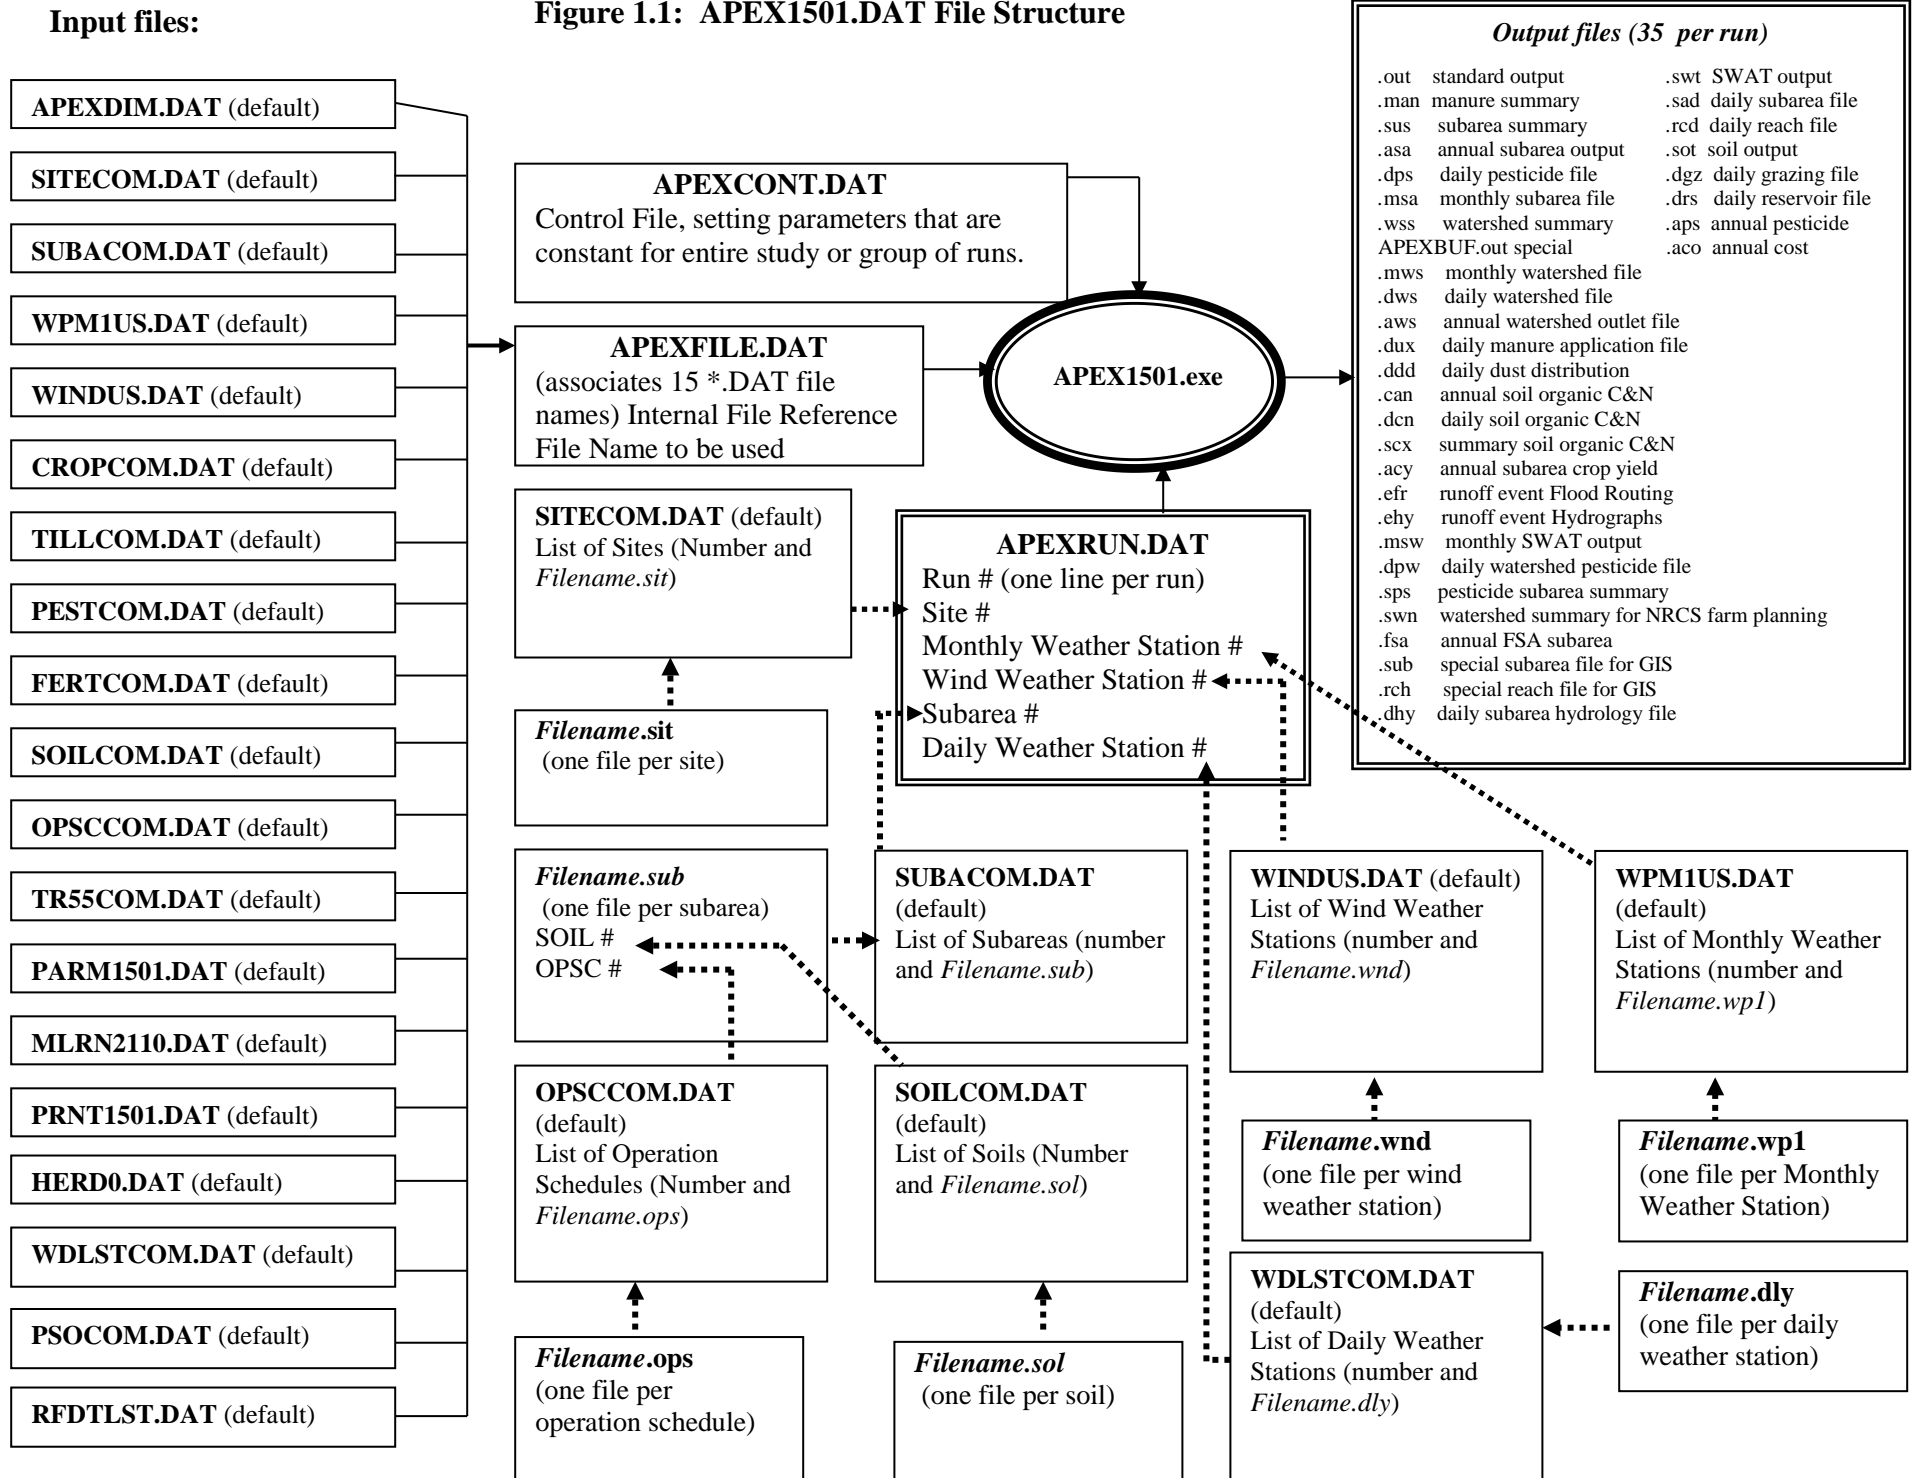 Input files:
Figure 1.1:  APEX1501.DAT File Structure
APEXDIM.DAT (default)
SITECOM.DAT (default)
SUBACOM.DAT (default)
WPM1US.DAT (default)
WINDUS.DAT (default)
CROPCOM.DAT (default)
TILLCOM.DAT (default)
PESTCOM.DAT (default)
FERTCOM.DAT (default)
SOILCOM.DAT (default)
OPSCCOM.DAT (default)
TR55COM.DAT (default)
PARM1501.DAT (default)
MLRN2110.DAT (default)
PRNT1501.DAT (default)
HERD0.DAT (default)
WDLSTCOM.DAT (default)
PSOCOM.DAT (default)
RFDTLST.DAT (default)
APEXCONT.DAT
Control File, setting parameters that are
constant for entire study or group of runs.
APEXFILE.DAT
(associates 15 *.DAT file
names) Internal File Reference
File Name to be used
APEX1501.exe
SITECOM.DAT (default)
List of Sites (Number and
Filename.sit)
Filename.sit
(one file per site)
APEXRUN.DAT
Run # (one line per run)
Site #
Monthly Weather Station #
Wind Weather Station #
Subarea #
Daily Weather Station #
Filename.sub
(one file per subarea)
SOIL #
OPSC #
SUBACOM.DAT
(default)
List of Subareas (number
and Filename.sub)
WINDUS.DAT (default)
List of Wind Weather
Stations (number and
Filename.wnd)
WPM1US.DAT
(default)
List of Monthly Weather
Stations (number and
Filename.wp1)
OPSCCOM.DAT
(default)
List of Operation
Schedules (Number and
Filename.ops)
SOILCOM.DAT
(default)
List of Soils (Number
and Filename.sol)
Filename.wnd
(one file per wind
weather station)
Filename.wp1
(one file per Monthly
Weather Station)
WDLSTCOM.DAT
(default)
List of Daily Weather
Stations (number and
Filename.dly)
Filename.dly
(one file per daily
weather station)
Filename.ops
(one file per
operation schedule)
Filename.sol
(one file per soil)
Output files (35  per run)
.out standard output
.man manure summary
.sus subarea summary
.asa annual subarea output
.dps daily pesticide file
.msa monthly subarea file
.wss watershed summary
APEXBUF.out special
.mws monthly watershed file
.dws daily watershed file
.aws annual watershed outlet file
.dux daily manure application file
.ddd daily dust distribution
.can annual soil organic C&N
.dcn daily soil organic C&N
.scx summary soil organic C&N
.acy annual subarea crop yield
.efr runoff event Flood Routing
.ehy runoff event Hydrographs
.msw monthly SWAT output
.dpw daily watershed pesticide file
.sps pesticide subarea summary
.swn watershed summary for NRCS farm planning
.fsa annual FSA subarea
.sub special subarea file for GIS
.rch special reach file for GIS
.dhy daily subarea hydrology file
.swt SWAT output
.sad daily subarea file
.rcd daily reach file
.sot soil output
.dgz daily grazing file
.drs daily reservoir file
.aps annual pesticide
.aco annual cost